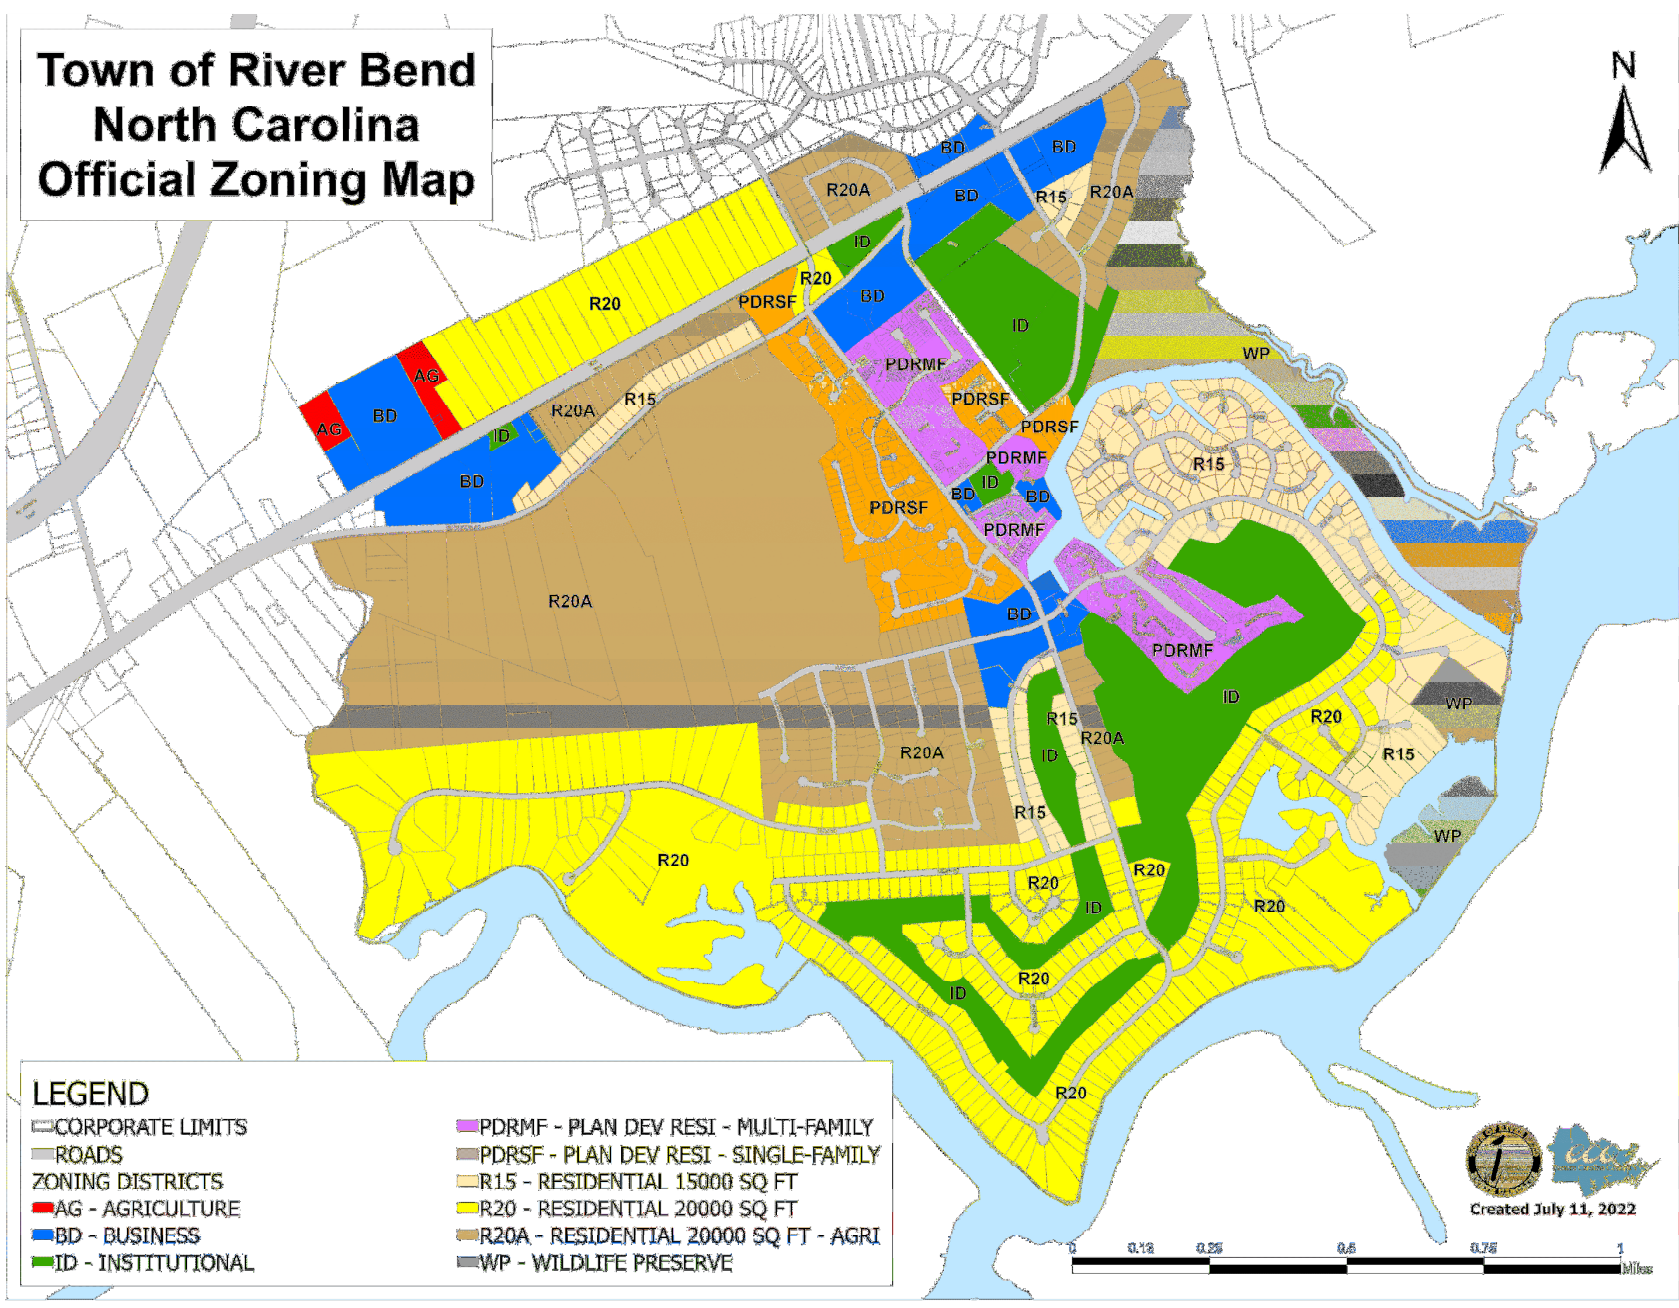 Town of River Bend
North Carolina
Official Zoning Map
N
BD
BD
R20A
BD
R15
R20A
ID
R20
R20
PDRSF
BD
ID
WP
PDRMF
AG
R15
PDRSF
R20A
BD
AG
ID
PDRSF
PDRMF
R15
BD
ID
BD
BD
PDRSF
PDRMF
R20A
BD
PDRMF
ID
WP
R15
R20
R20A
R20A
ID
R15
R15
WP
R20
R20
R20
ID
R20
R20
ID
R20
LEGEND
CORPORATE LIMITS
ROADS
ZONING DISTRICTS
AG - AGRICULTURE
BD - BUSINESS
ID - INSTITUTIONAL
PDRMF - PLAN DEV RESI - MULTI-FAMILY
PDRSF - PLAN DEV RESI - SINGLE-FAMILY
R15 - RESIDENTIAL 15000 SQ FT
R20 - RESIDENTIAL 20000 SQ FT
R20A - RESIDENTIAL 20000 SQ FT - AGRI
WP - WILDLIFE PRESERVE
Created July 11, 2022
0 0.13 0.25 0.5 0.75 1
Miles